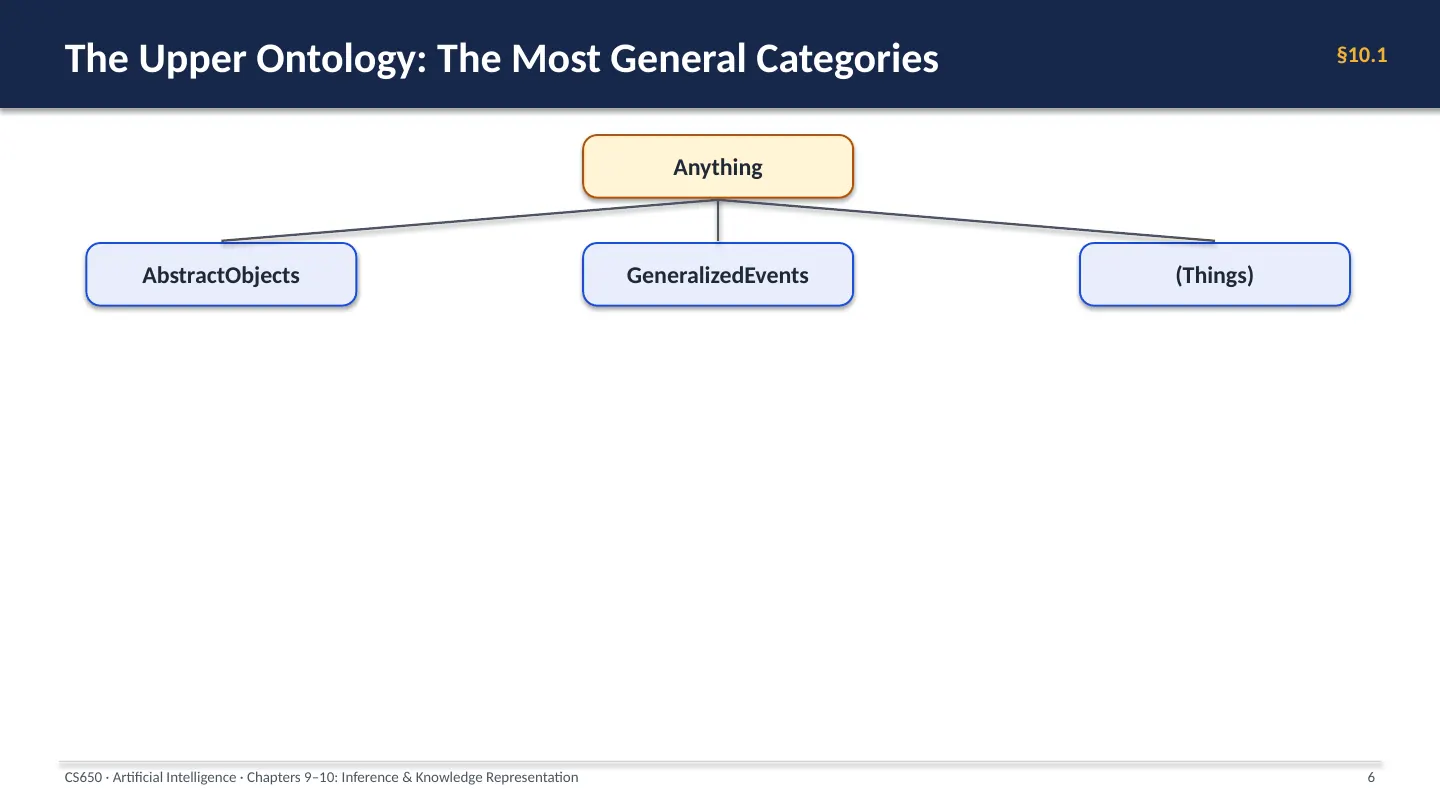 The Upper Ontology: The Most General Categories
§10.1
Anything
AbstractObjects
GeneralizedEvents
(Things)
CS650 · Artificial Intelligence · Chapters 9–10: Inference & Knowledge Representation
6